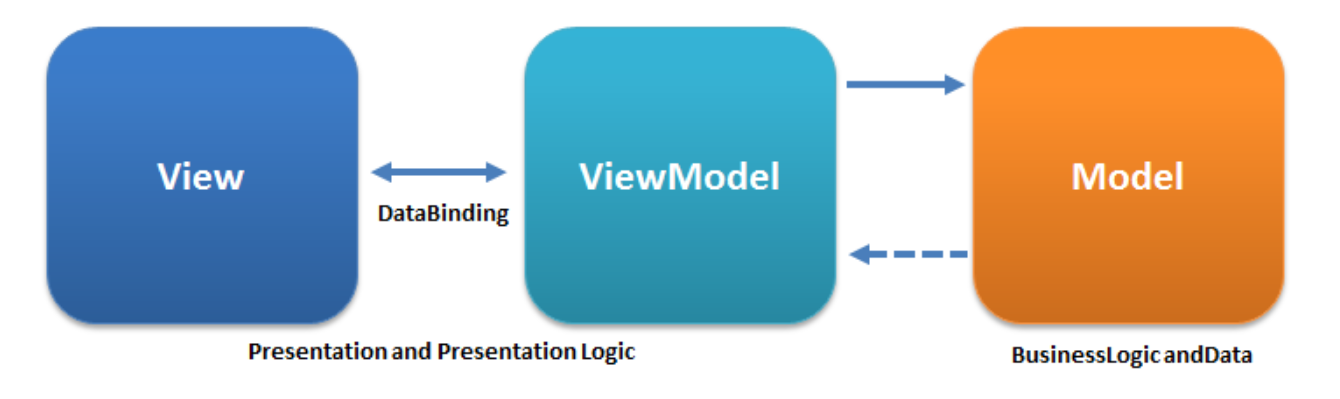 View
ViewModel
Model
DataBinding
Presentation and Presentation Logic
BusinessLogic andData